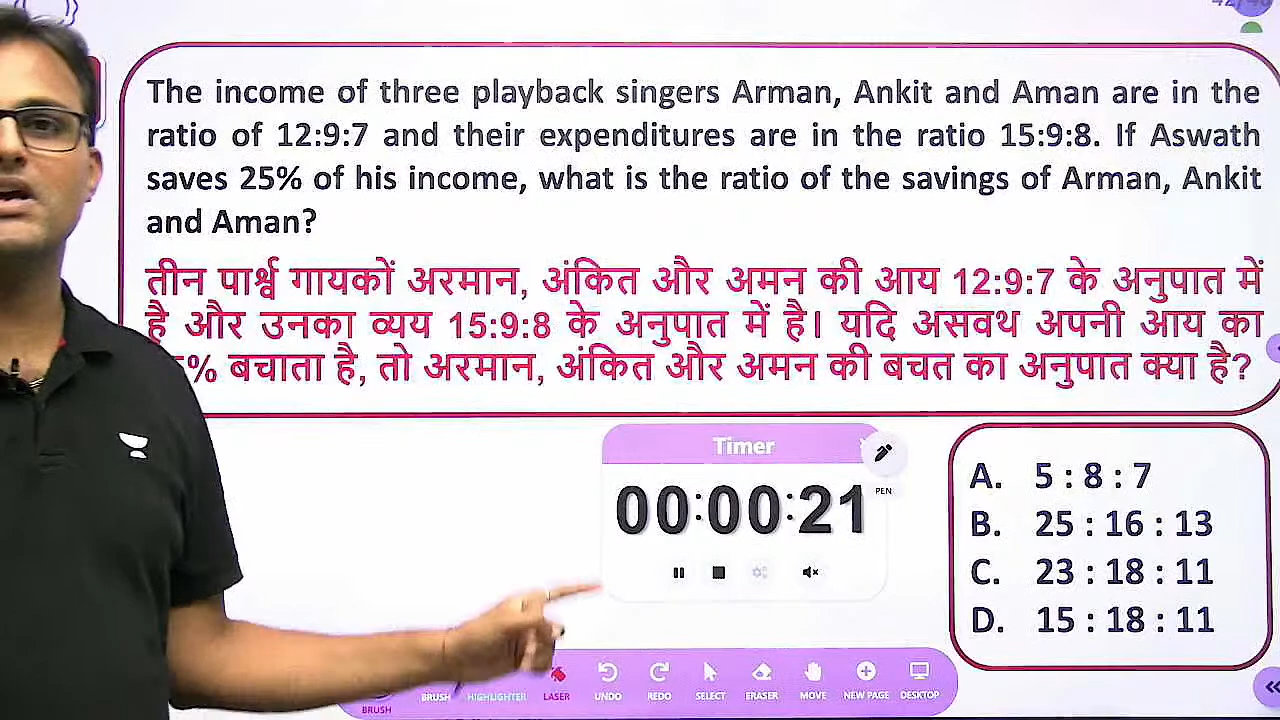 The income of three playback singers Arman, Ankit and Aman are in the
ratio of 12:9:7 and their expenditures are in the ratio 15:9:8. If Aswath
saves 25% of his income, what is the ratio of the savings of Arman, Ankit
and Aman?
तीन पार्श्व गायकों अरमान, अंकित और अमन की आय 12:9:7 के अनुपात में
है और उनका व्यय 15:9:8 के अनुपात में है। यदि असवथ अपनी आय का
% बचाता है, तो अरमान, अंकित और अमन की बचत का अनुपात क्या है?
Timer
00:00:21
PEN
A. 5 : 8 : 7
B. 25 : 16 : 13
C. 23 : 18 : 11
D. 15 : 18 : 11
BRUSH
BRUSH
HIGHLIGHTER
LASER
UNDO
REDO
SELECT
ERASER
MOVE
NEW PAGE
DESKTOP